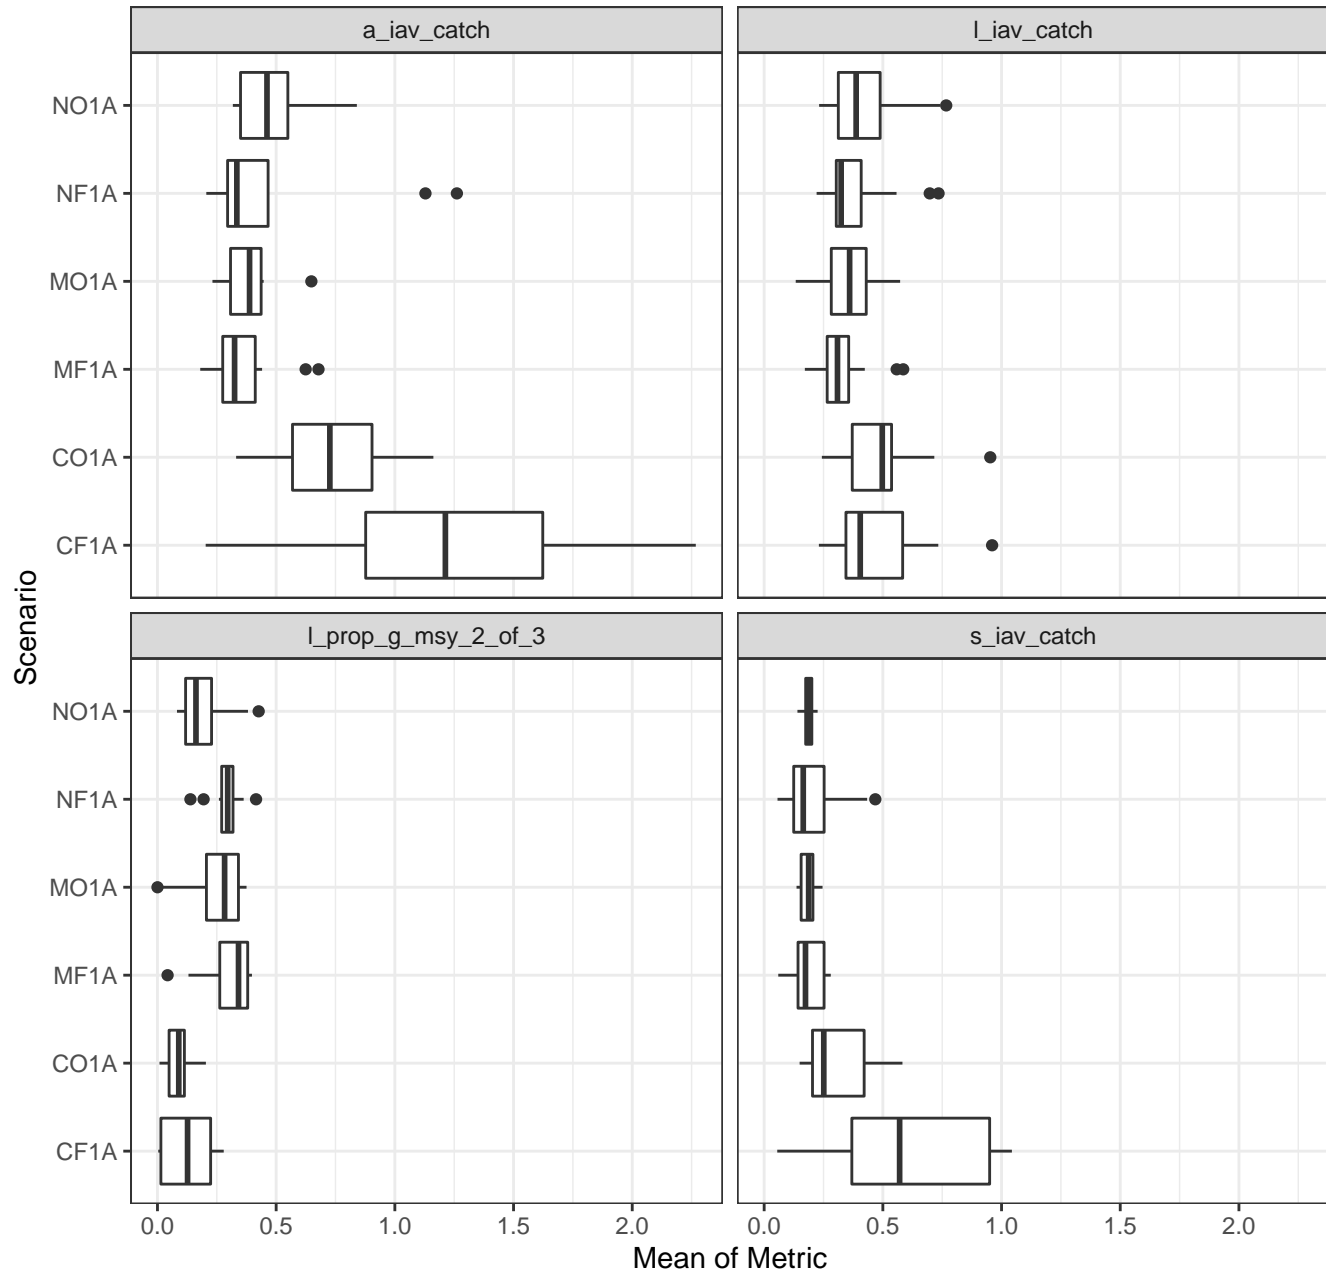 a_iav_catch
l_iav_catch
NO1A
NF1A
MO1A
MF1A
CO1A
CF1A
l_prop_g_msy_2_of_3
s_iav_catch
NO1A
NF1A
MO1A
MF1A
CO1A
CF1A
0.0 0.5 1.0 1.5 2.0
0.0 0.5 1.0 1.5 2.0
Mean of Metric
Scenario